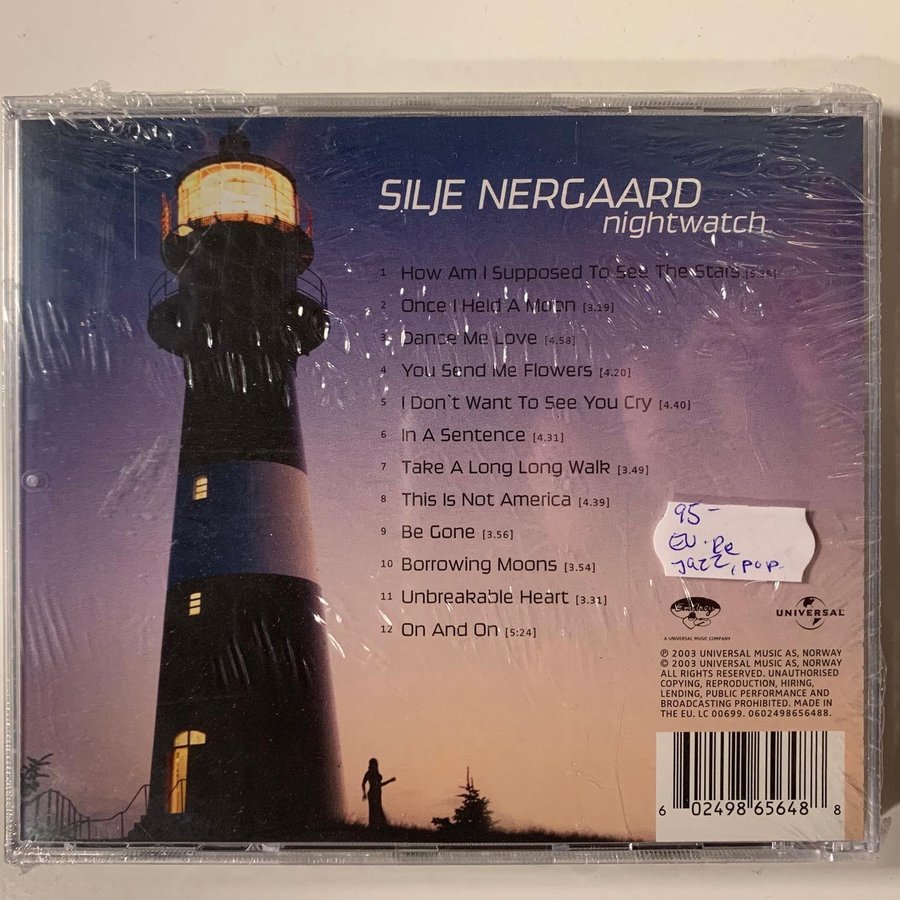 SILJE NERGAARD
nightwatch
1 How Am I Supposed To See The Stars [5.38]
2 Once I Held A Moon [3.19]
3 Dance Me Love [4.58]
4 You Send Me Flowers [4.20]
5 I Don`t Want To See You Cry [4.40]
6 In A Sentence [4.31]
7 Take A Long Long Walk [3.49]
8 This Is Not America [4.39]
9 Be Gone [3.56]
10 Borrowing Moons [3.54]
11 Unbreakable Heart [3.31]
12 On And On [5:24]
95-
EU. Re
Jazz, pop
EmArcy
UNIVERSAL
A UNIVERSAL MUSIC COMPANY
℗ 2003 UNIVERSAL MUSIC AS, NORWAY
© 2003 UNIVERSAL MUSIC AS, NORWAY
ALL RIGHTS RESERVED. UNAUTHORISED
COPYING, REPRODUCTION, HIRING,
LENDING, PUBLIC PERFORMANCE AND
BROADCASTING PROHIBITED. MADE IN
THE EU. LC 00699. 0602498656488.
6 02498 65648 8